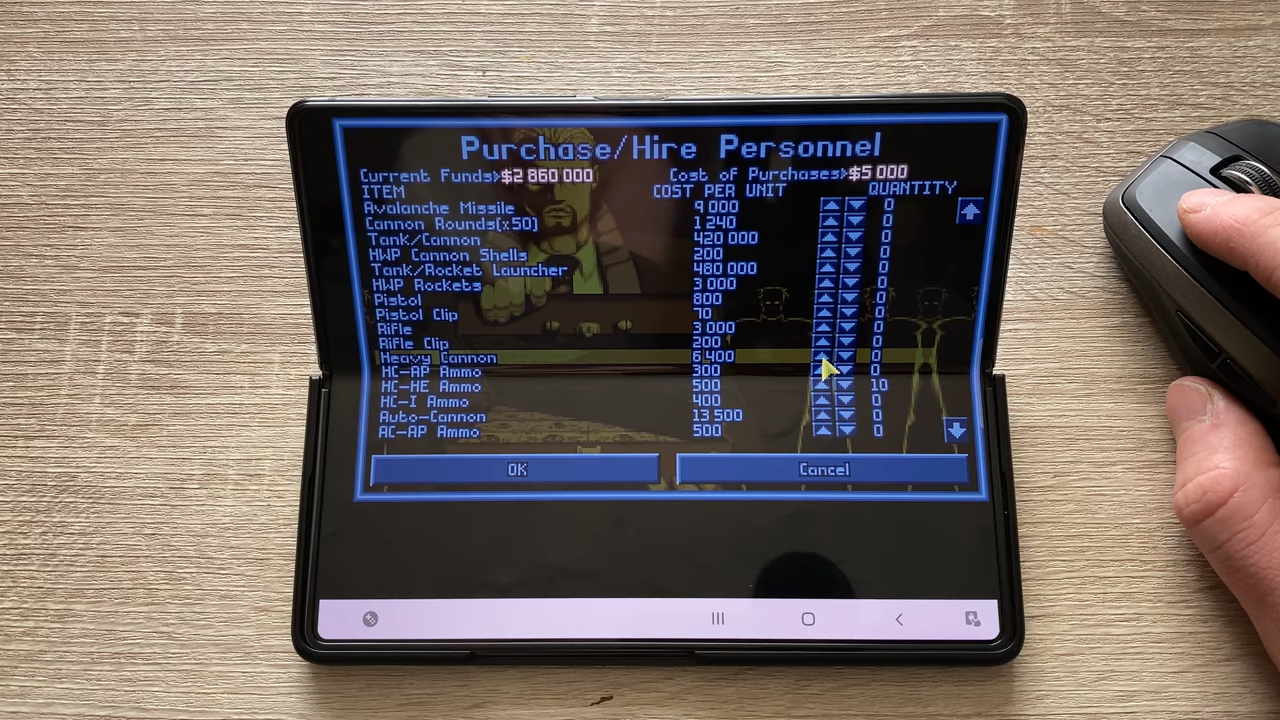 Purchase/Hire Personnel
Current Funds>$2 860 000 Cost of Purchases>$5 000
ITEM COST PER UNIT QUANTITY
Avalanche Missile 9 000 0
Cannon Rounds(x50) 1 240 0
Tank/Cannon 420 000 0
HWP Cannon Shells 200 0
Tank/Rocket Launcher 480 000 0
HWP Rockets 3 000 0
Pistol 800 0
Pistol Clip 70 0
Rifle 3 000 0
Rifle Clip 200 0
Heavy Cannon 6 400 0
HC-AP Ammo 300 0
HC-HE Ammo 500 10
HC-I Ammo 400 0
Auto-Cannon 13 500 0
AC-AP Ammo 500 0
OK Cancel